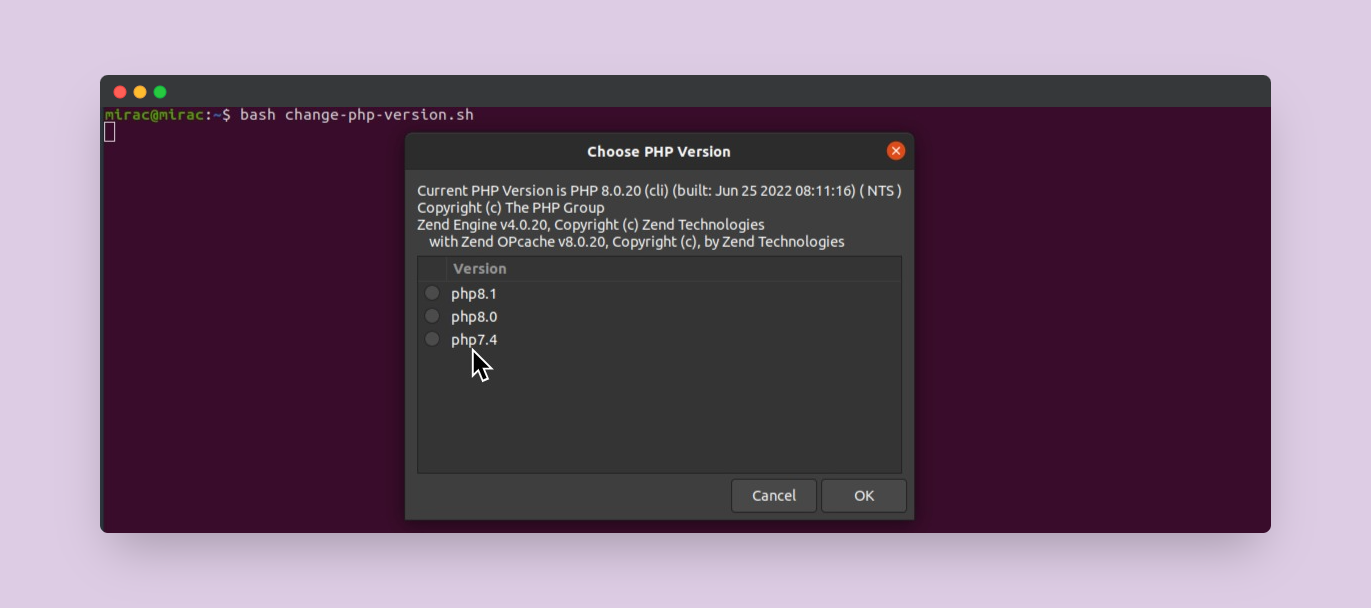 mirac@mirac:~$ bash change-php-version.sh
Choose PHP Version
Current PHP Version is PHP 8.0.20 (cli) (built: Jun 25 2022 08:11:16) ( NTS )
Copyright (c) The PHP Group
Zend Engine v4.0.20, Copyright (c) Zend Technologies
with Zend OPcache v8.0.20, Copyright (c), by Zend Technologies
Version
php8.1
php8.0
php7.4
Cancel OK